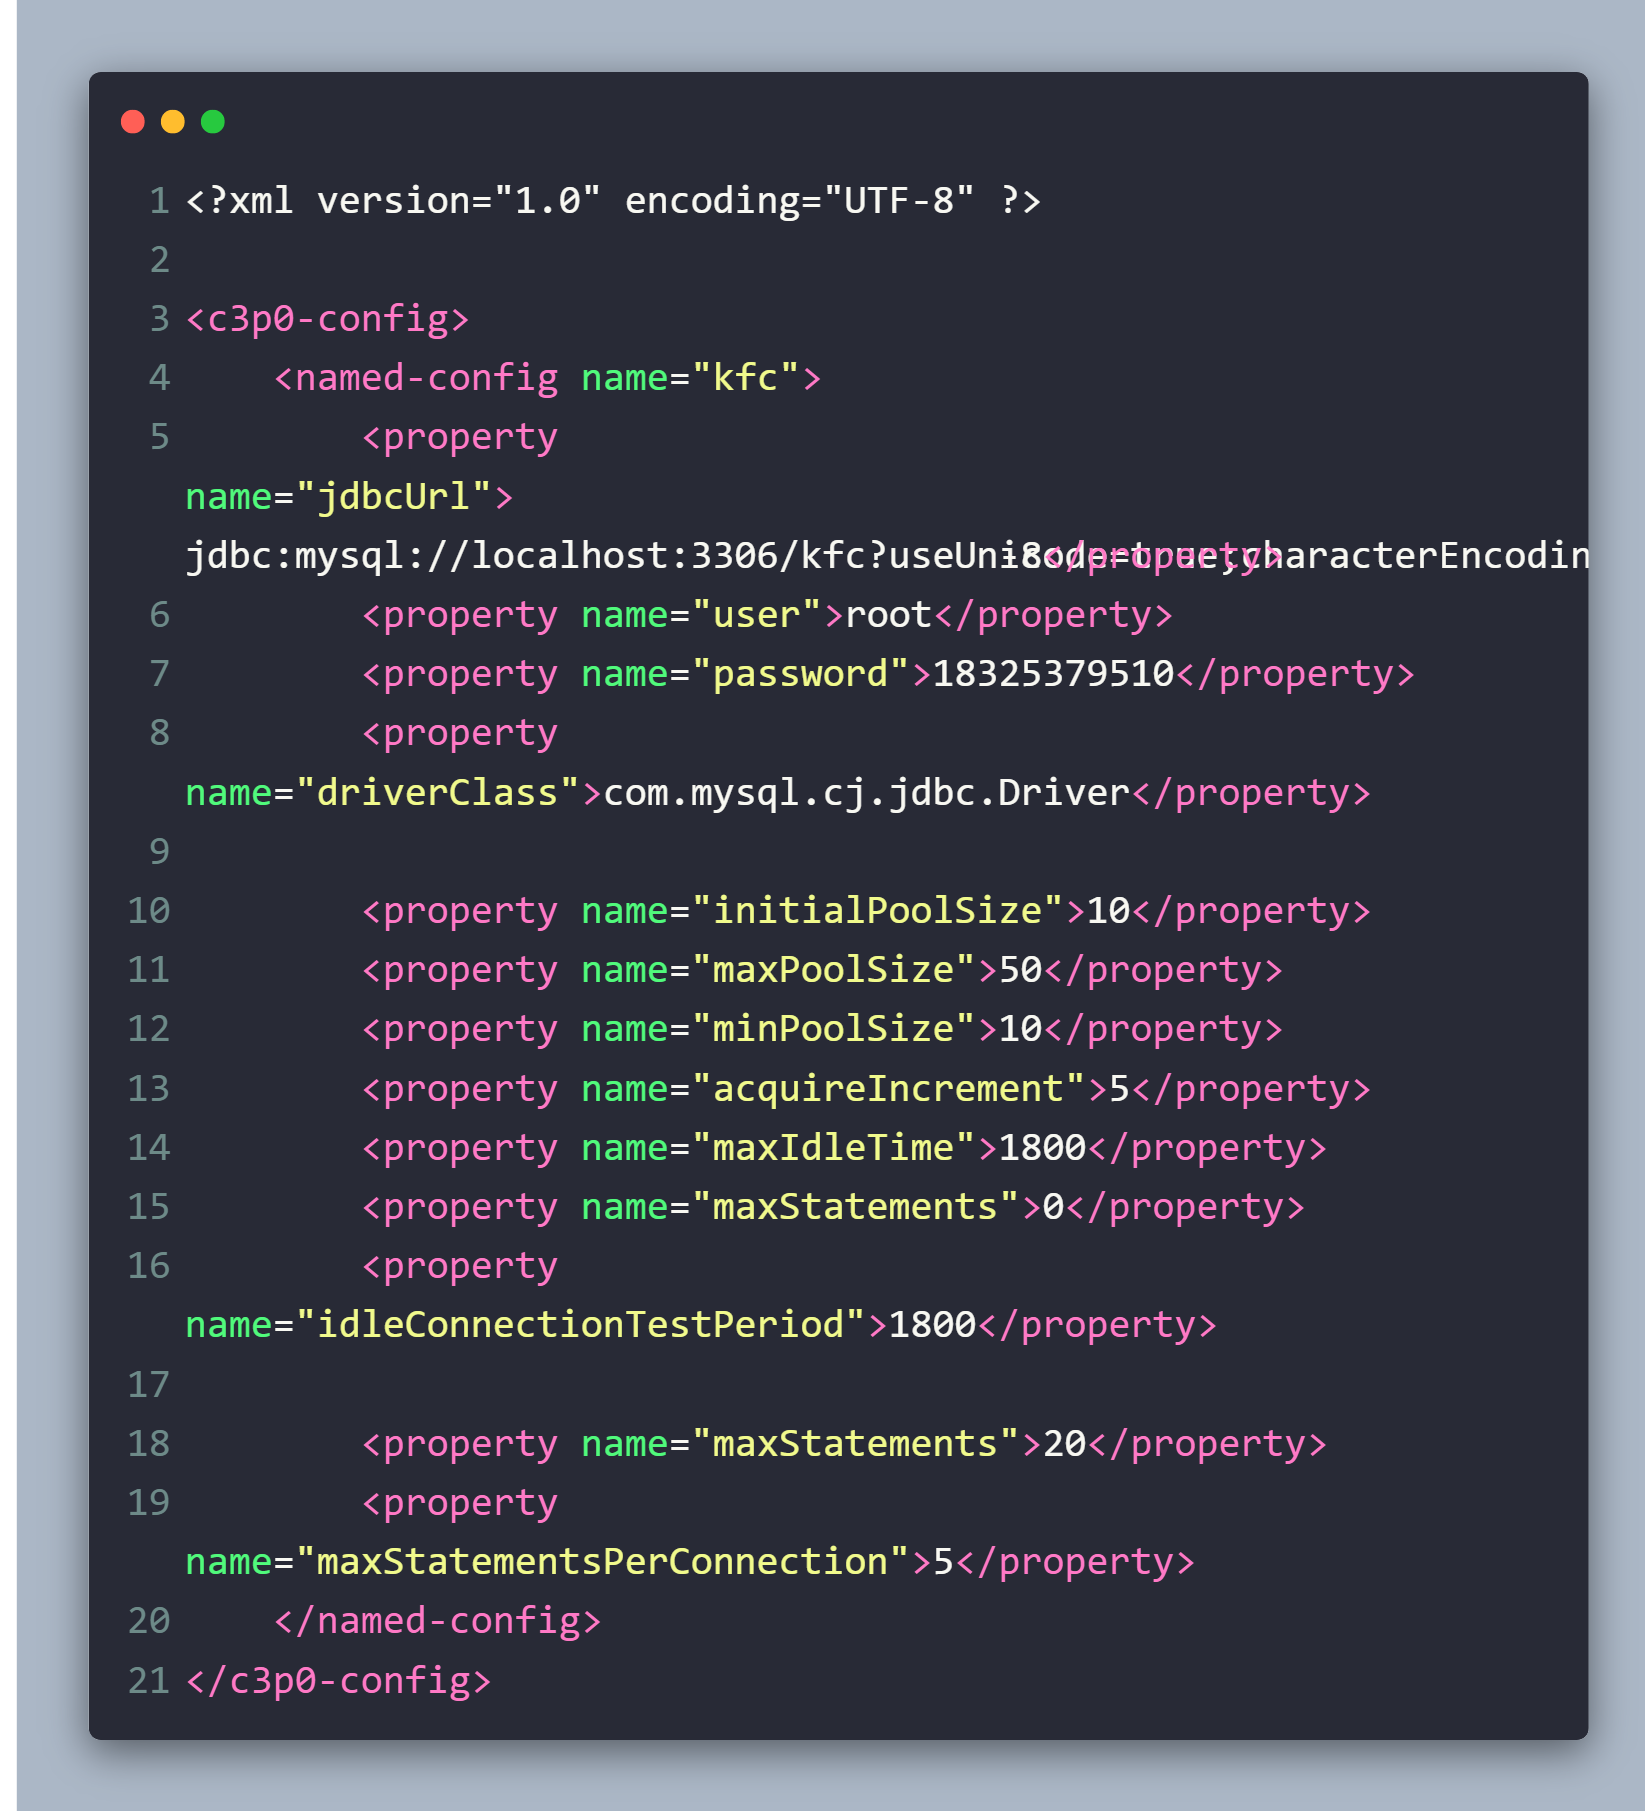 1 <?xml version="1.0" encoding="UTF-8" ?>
2
3 <c3p0-config>
4     <named-config name="kfc">
5         <property
name="jdbcUrl">
jdbc:mysql://localhost:3306/kfc?useUnicode=true;characterEncodin
-8</property>
6         <property name="user">root</property>
7         <property name="password">18325379510</property>
8         <property
name="driverClass">com.mysql.cj.jdbc.Driver</property>
9
10         <property name="initialPoolSize">10</property>
11         <property name="maxPoolSize">50</property>
12         <property name="minPoolSize">10</property>
13         <property name="acquireIncrement">5</property>
14         <property name="maxIdleTime">1800</property>
15         <property name="maxStatements">0</property>
16         <property
name="idleConnectionTestPeriod">1800</property>
17
18         <property name="maxStatements">20</property>
19         <property
name="maxStatementsPerConnection">5</property>
20     </named-config>
21 </c3p0-config>